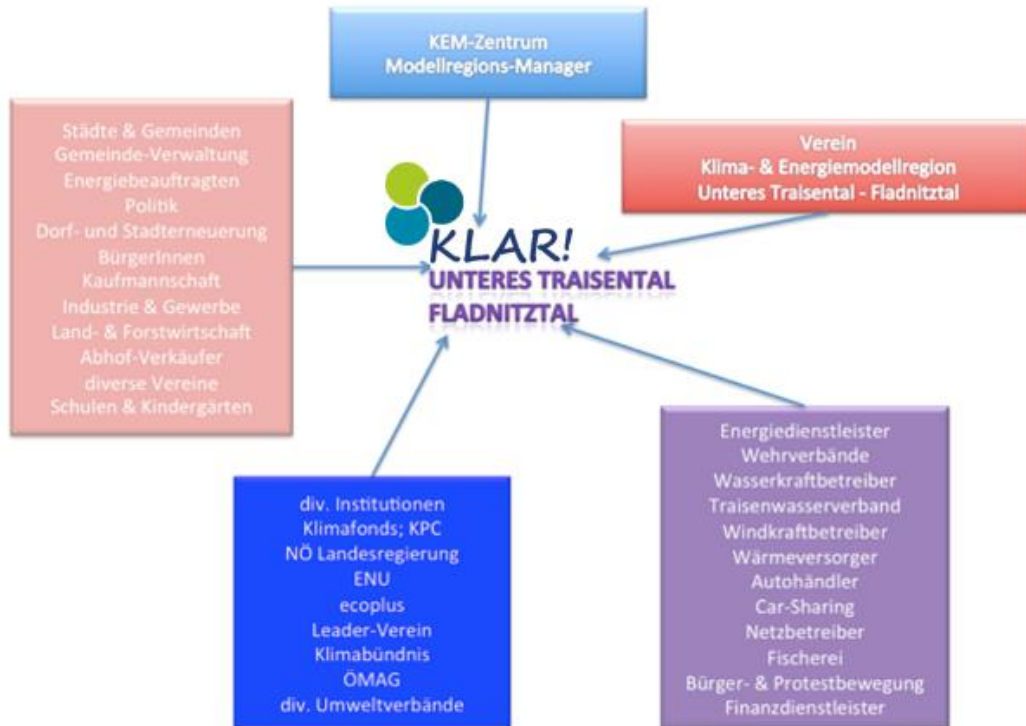 KEM-Zentrum
Modellregions-Manager
Städte & Gemeinden
Gemeinde-Verwaltung
Energiebeauftragten
Politik
Dorf- und Stadterneuerung
BürgerInnen
Kaufmannschaft
Industrie & Gewerbe
Land- & Forstwirtschaft
Abhof-Verkäufer
diverse Vereine
Schulen & Kindergärten
Verein
Klima- & Energiemodellregion
Unteres Traisental - Fladnitztal
KLAR!
UNTERES TRAISENTAL
FLADNITZTAL
div. Institutionen
Klimafonds; KPC
NÖ Landesregierung
ENU
ecoplus
Leader-Verein
Klimabündnis
ÖMAG
div. Umweltverbände
Energiedienstleister
Wehrverbände
Wasserkraftbetreiber
Traisenwasserverband
Windkraftbetreiber
Wärmeversorger
Autohändler
Car-Sharing
Netzbetreiber
Fischerei
Bürger- & Protestbewegung
Finanzdienstleister